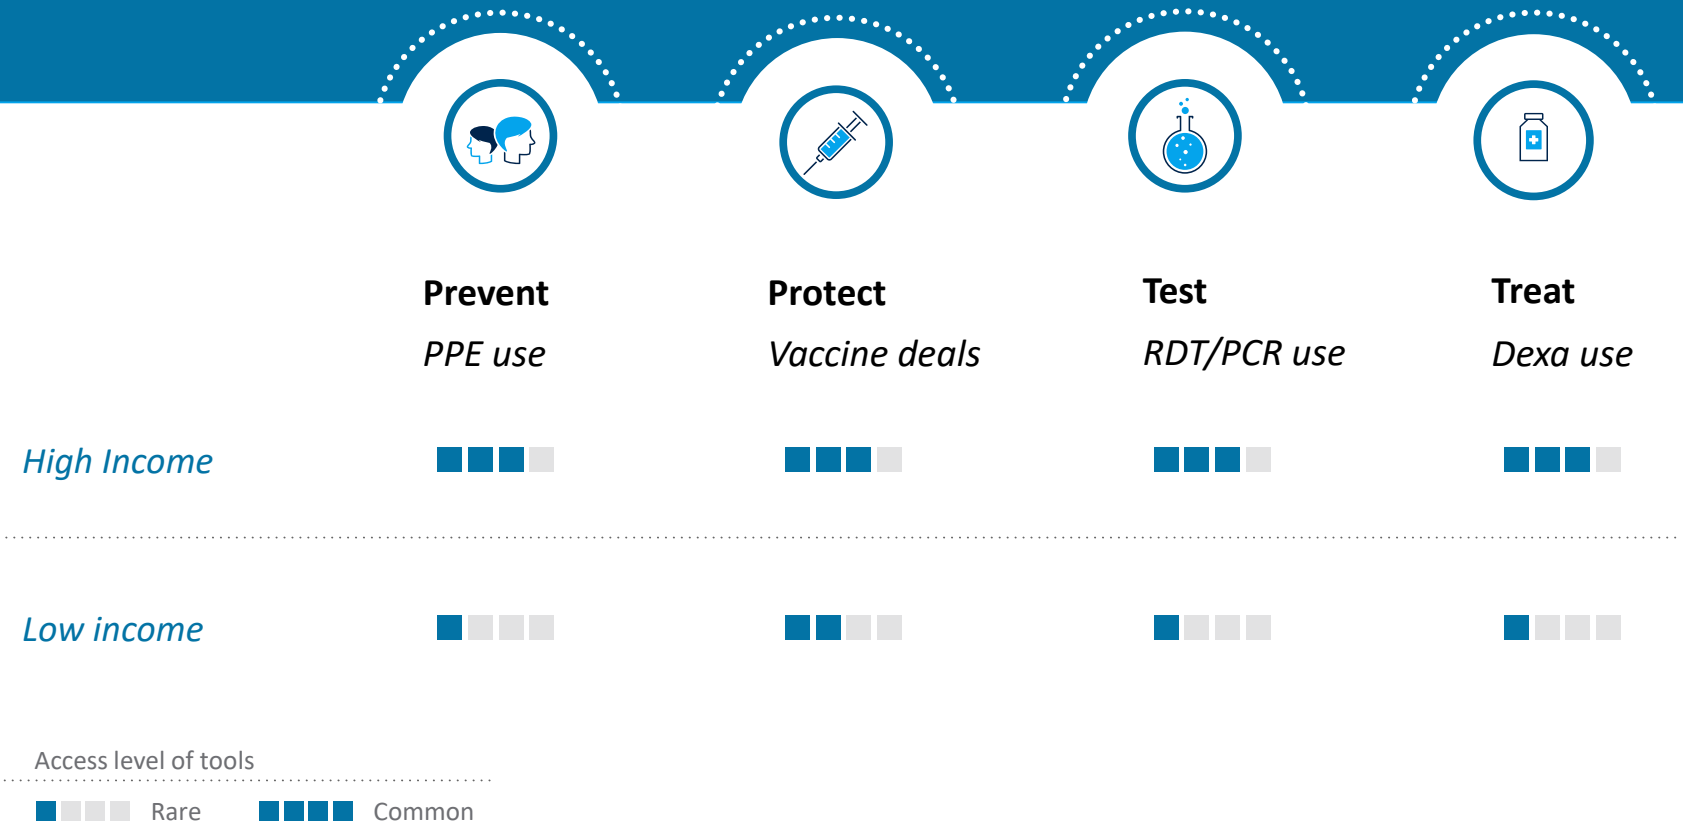 Prevent
PPE use
Protect
Vaccine deals
Test
RDT/PCR use
Treat
Dexa use
High Income
Low income
Access level of tools
Rare
Common